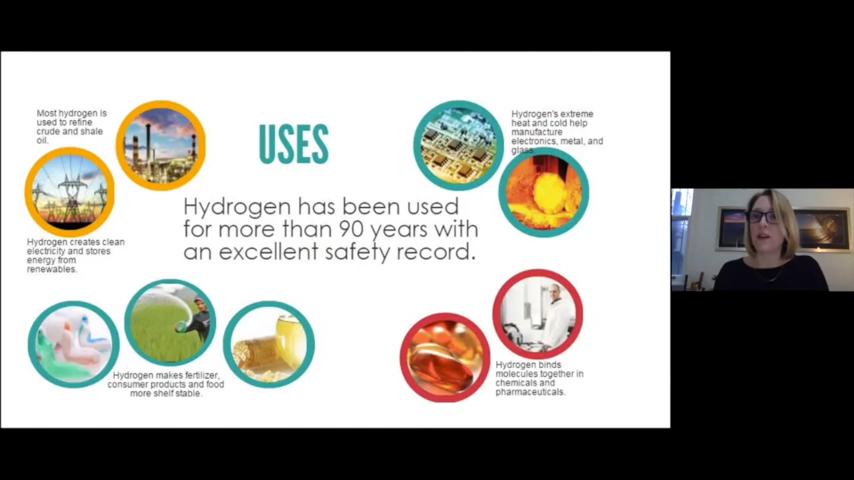 Most hydrogen is
used to refine
crude and shale
oil.
USES
Hydrogen's extreme
heat and cold help
manufacture
electronics, metal, and
glass.
Hydrogen has been used
for more than 90 years with
an excellent safety record.
Hydrogen creates clean
electricity and stores
energy from
renewables.
Hydrogen makes fertilizer,
consumer products and food
more shelf stable.
Hydrogen binds
molecules together in
chemicals and
pharmaceuticals.